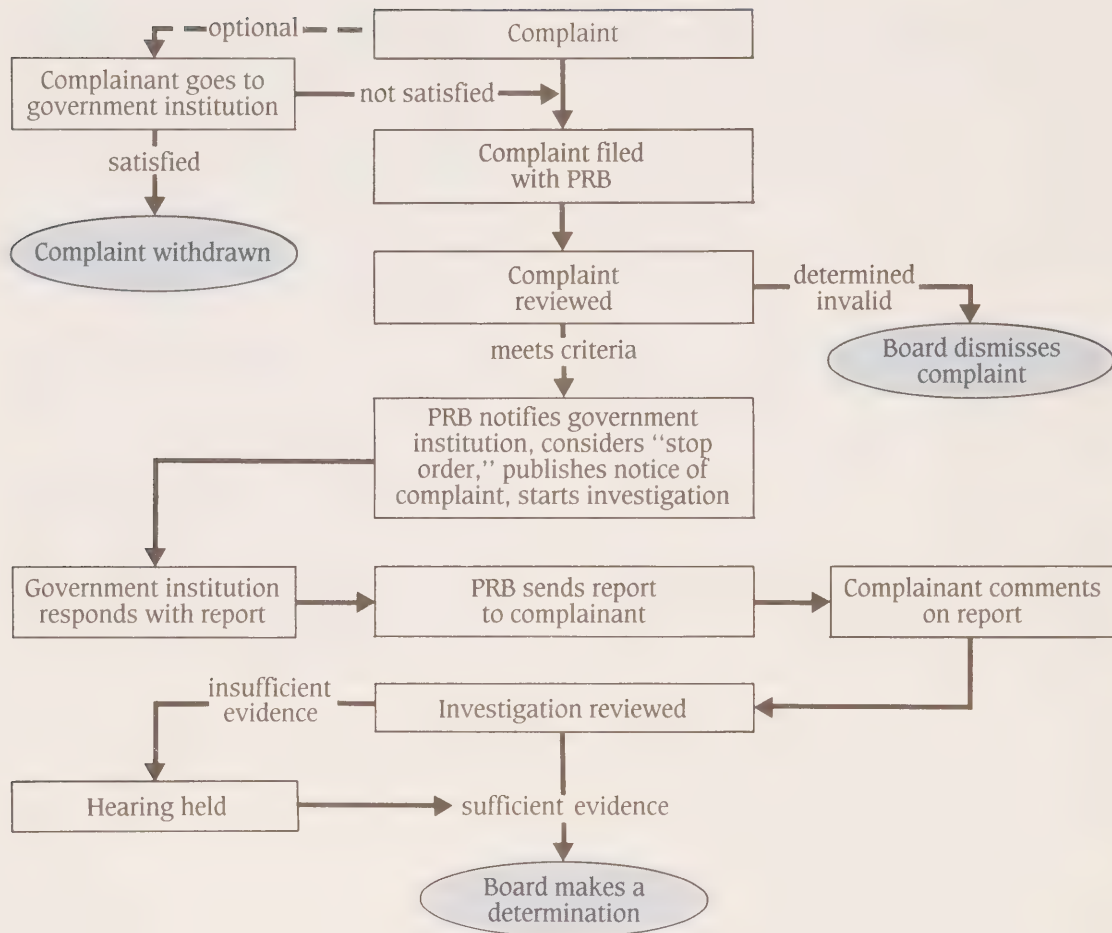 optional
Complaint
Complainant goes to
government institution
not satisfied
satisfied
Complaint filed
with PRB
Complaint withdrawn
Complaint
reviewed
determined
invalid
meets criteria
Board dismisses
complaint
PRB notifies government
institution, considers “stop
order,” publishes notice of
complaint, starts investigation
Government institution
responds with report
PRB sends report
to complainant
Complainant comments
on report
insufficient
evidence
Investigation reviewed
Hearing held
sufficient evidence
Board makes a
determination